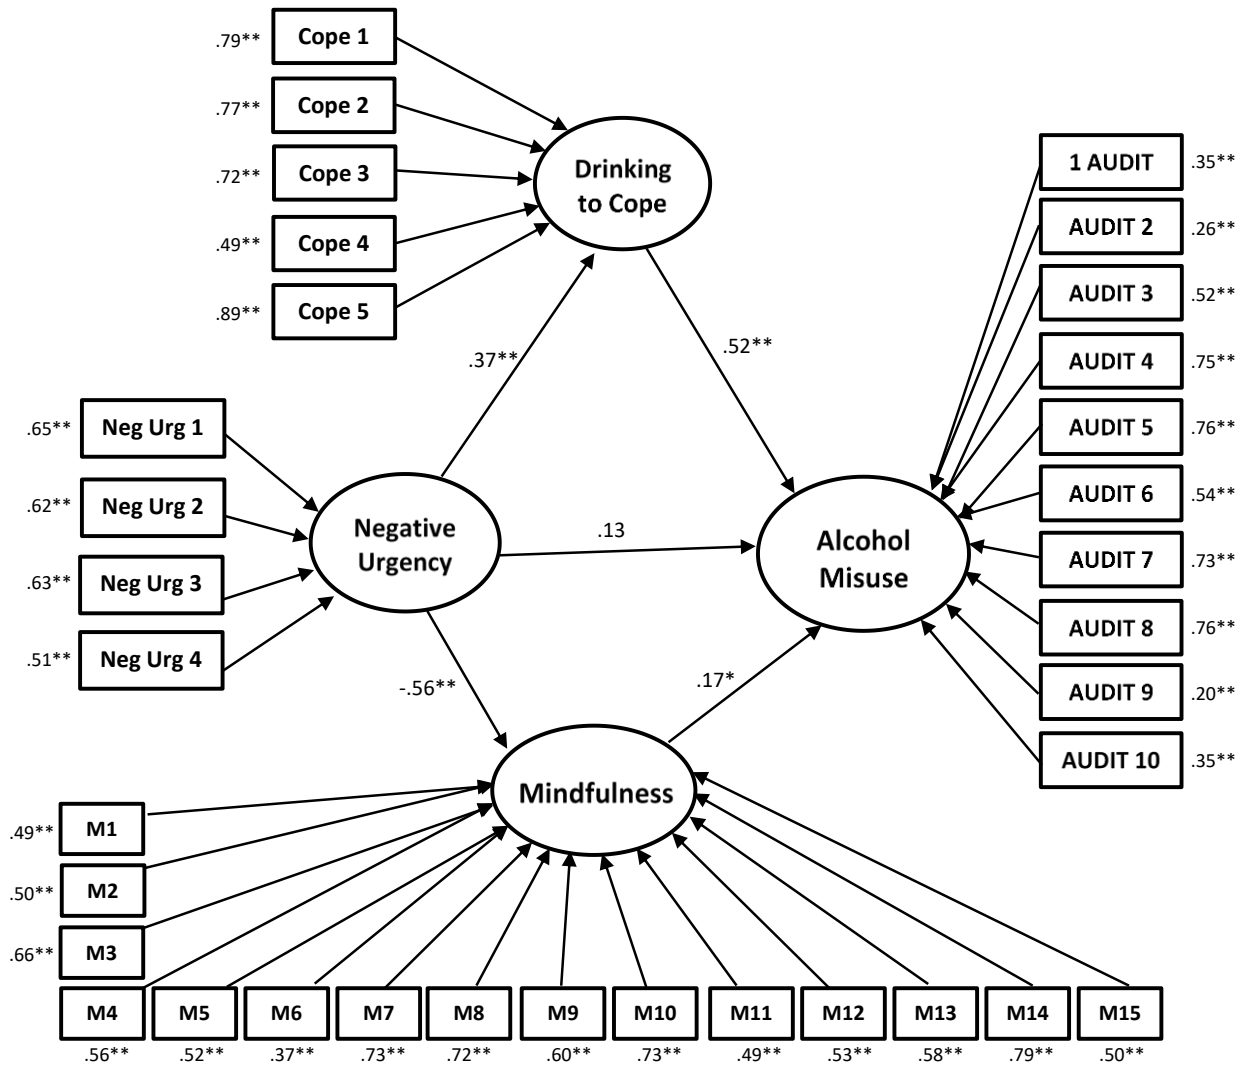 .79** Cope 1
.77** Cope 2
.72** Cope 3
.49** Cope 4
.89** Cope 5
Drinking
to Cope
1 AUDIT .35**
AUDIT 2 .26**
AUDIT 3 .52**
AUDIT 4 .75**
AUDIT 5 .76**
AUDIT 6 .54**
AUDIT 7 .73**
AUDIT 8 .76**
AUDIT 9 .20**
AUDIT 10 .35**
.37**
.52**
.65** Neg Urg 1
.62** Neg Urg 2
.63** Neg Urg 3
.51** Neg Urg 4
Negative
Urgency
.13
Alcohol
Misuse
-.56**
.17*
Mindfulness
.49** M1
.50** M2
.66** M3
M4 M5 M6 M7 M8 M9 M10 M11 M12 M13 M14 M15
.56** .52** .37** .73** .72** .60** .73** .49** .53** .58** .79** .50**